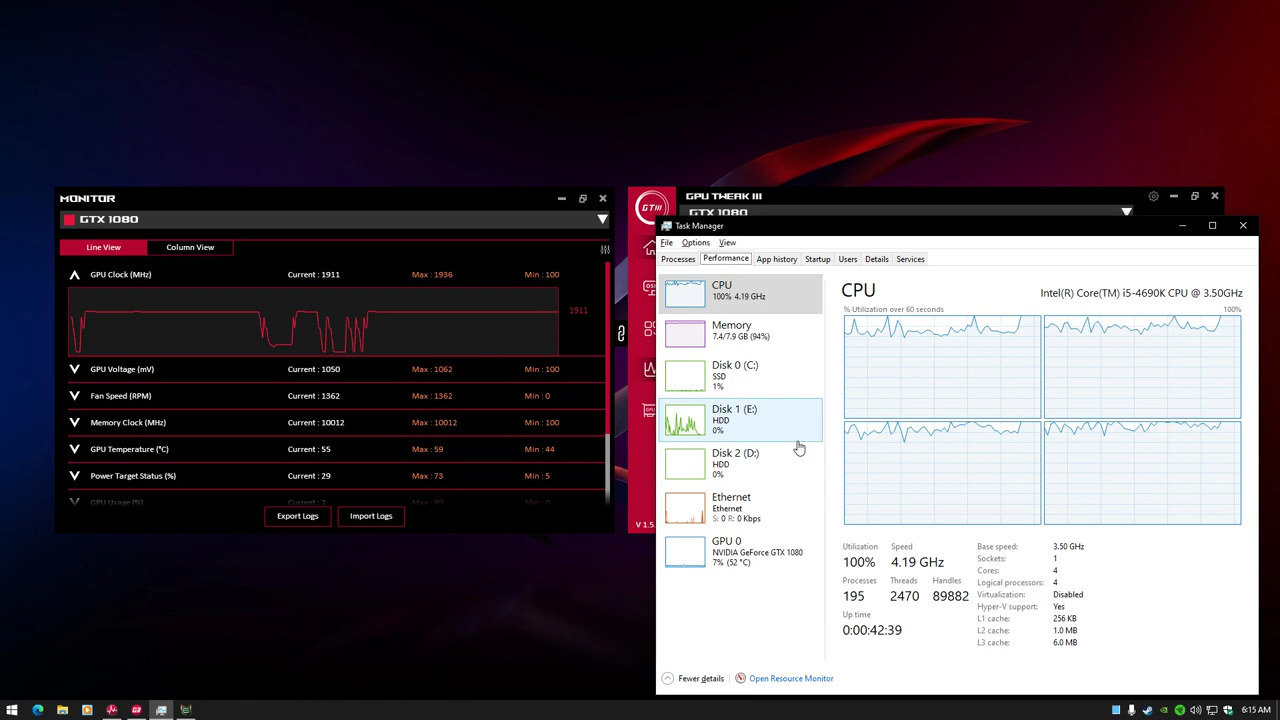 MONITOR
GTX 1080
Line View
Column View
GPU Clock (MHz) Current : 1911 Max : 1936 Min : 100
1911
GPU Voltage (mV) Current : 1050 Max : 1062 Min : 100
Fan Speed (RPM) Current : 1362 Max : 1362 Min : 0
Memory Clock (MHz) Current : 10012 Max : 10012 Min : 100
GPU Temperature (°C) Current : 55 Max : 59 Min : 44
Power Target Status (%) Current : 29 Max : 73 Min : 5
GPU Usage (%)
Export Logs
Import Logs
GTIII
GPU TWEAK III
GTX 1080
V 1.5.
Task Manager
File Options View
Processes Performance App history Startup Users Details Services
CPU
100% 4.19 GHz
Memory
7.4/7.9 GB (94%)
Disk 0 (C:)
SSD
1%
Disk 1 (E:)
HDD
0%
Disk 2 (D:)
HDD
0%
Ethernet
Ethernet
S: 0 R: 0 Kbps
GPU 0
NVIDIA GeForce GTX 1080
7% (52 °C)
CPU
Intel(R) Core(TM) i5-4690K CPU @ 3.50GHz
% Utilization over 60 seconds 100%
Utilization Speed
100% 4.19 GHz
Processes Threads Handles
195 2470 89882
Up time
0:00:42:39
Base speed: 3.50 GHz
Sockets: 1
Cores: 4
Logical processors: 4
Virtualization: Disabled
Hyper-V support: Yes
L1 cache: 256 KB
L2 cache: 1.0 MB
L3 cache: 6.0 MB
Fewer details
Open Resource Monitor
6:15 AM